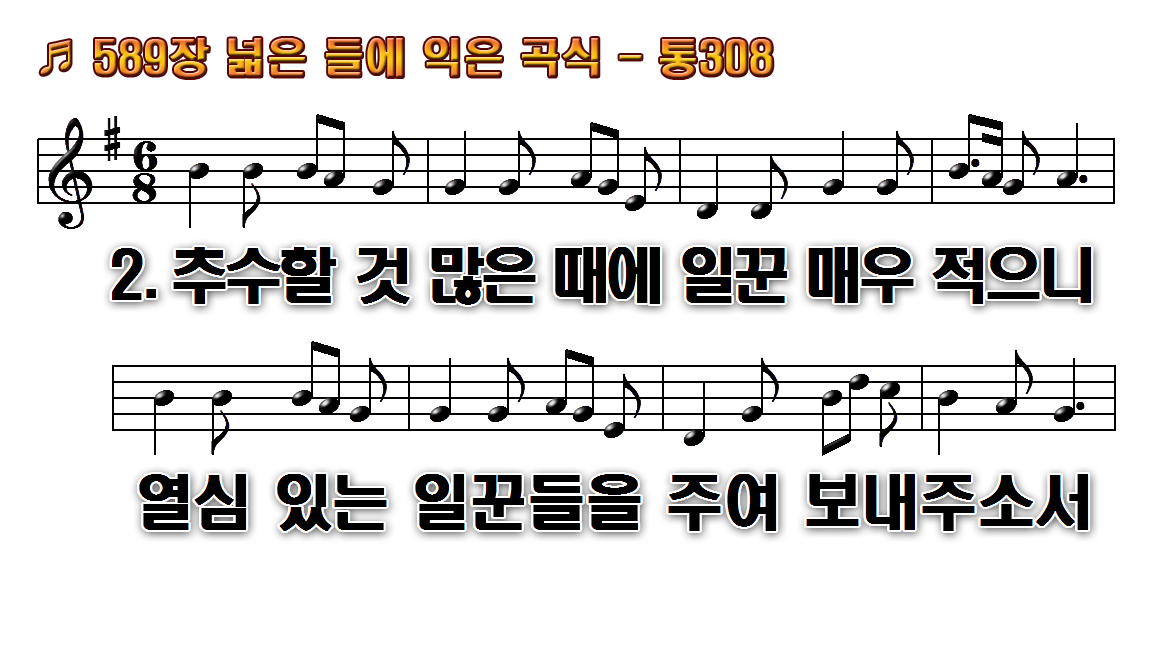 ♬ 589장 넓은 들에 익은 곡식 - 통308
6
8
2. 추수할 것 많은 때에 일꾼 매우 적으니
열심 있는 일꾼들을 주여 보내주소서